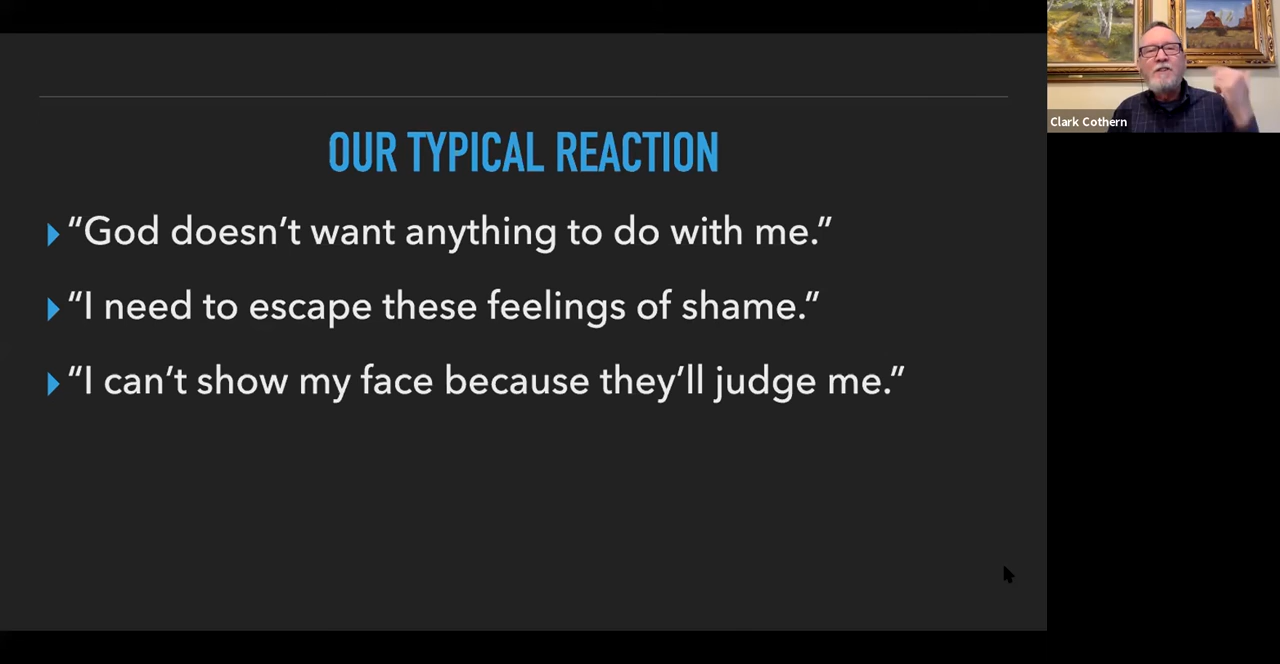 OUR TYPICAL REACTION
“God doesn’t want anything to do with me.”
“I need to escape these feelings of shame.”
“I can’t show my face because they’ll judge me.”
Clark Cothern